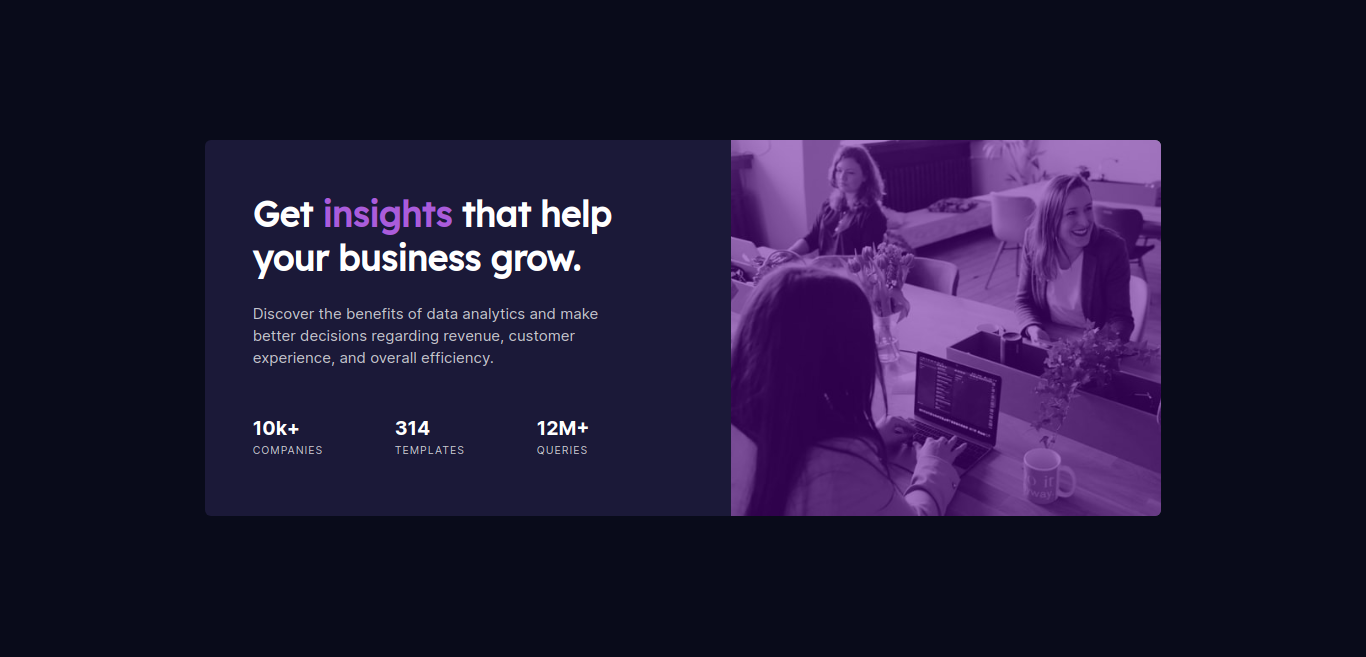 Get insights that help
your business grow.
Discover the benefits of data analytics and make
better decisions regarding revenue, customer
experience, and overall efficiency.
10k+ 314 12M+
COMPANIES TEMPLATES QUERIES